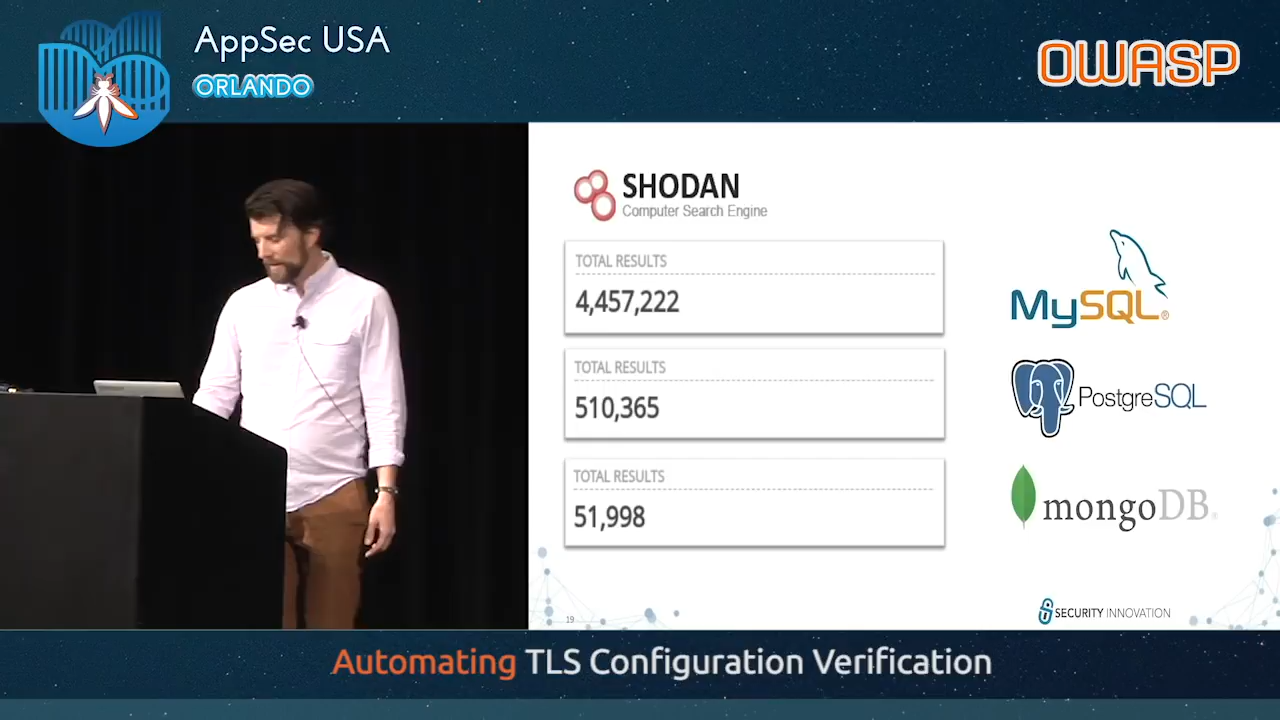 AppSec USA
ORLANDO
OWASP
SHODAN
Computer Search Engine
TOTAL RESULTS
4,457,222
MySQL®
TOTAL RESULTS
510,365
PostgreSQL
TOTAL RESULTS
51,998
mongoDB®
19
SECURITY INNOVATION
Automating TLS Configuration Verification